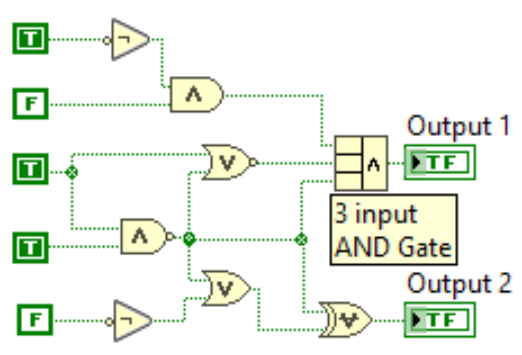 T
F
Output 1
T
TF
3 input
AND Gate
T
Output 2
F
TF